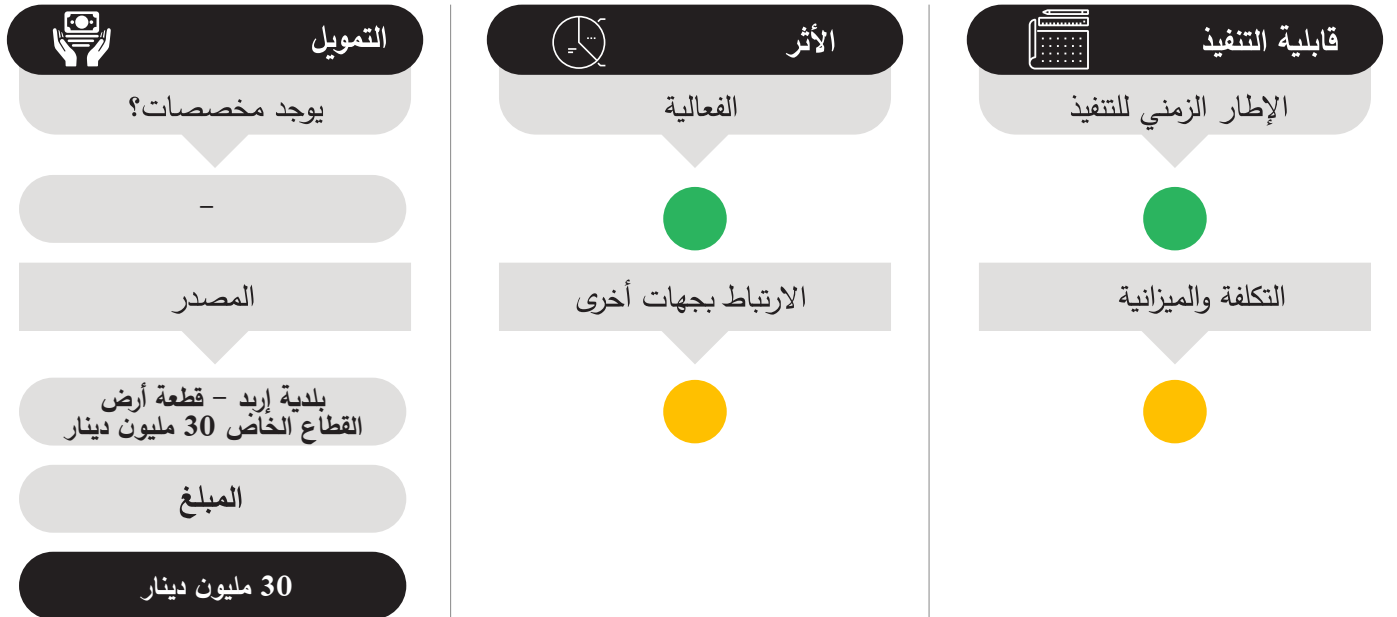 قابلية التنفيذ
الإطار الزمني للتنفيذ
التكلفة والميزانية
الأثر
الفعالية
الارتباط بجهات أخرى
التمويل
يوجد مخصصات؟
–
المصدر
بلدية إربد – قطعة أرض
القطاع الخاص 30 مليون دينار
المبلغ
30 مليون دينار